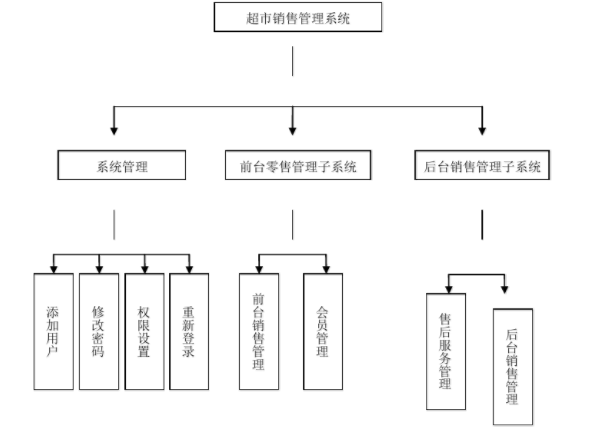 超市销售管理系统
系统管理
前台零售管理子系统
后台销售管理子系统
添加用户
修改密码
权限设置
重新登录
前台销售管理
会员管理
售后服务管理
后台销售管理